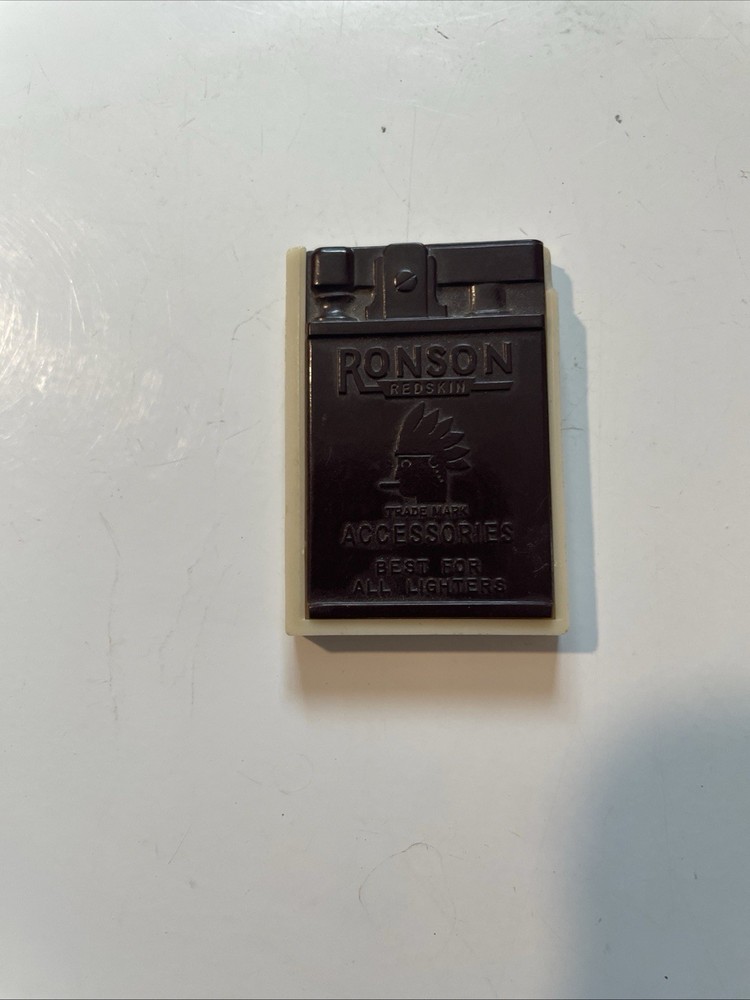 RONSON
REDSKIN
TRADE MARK
ACCESSORIES
BEST FOR
ALL LIGHTERS